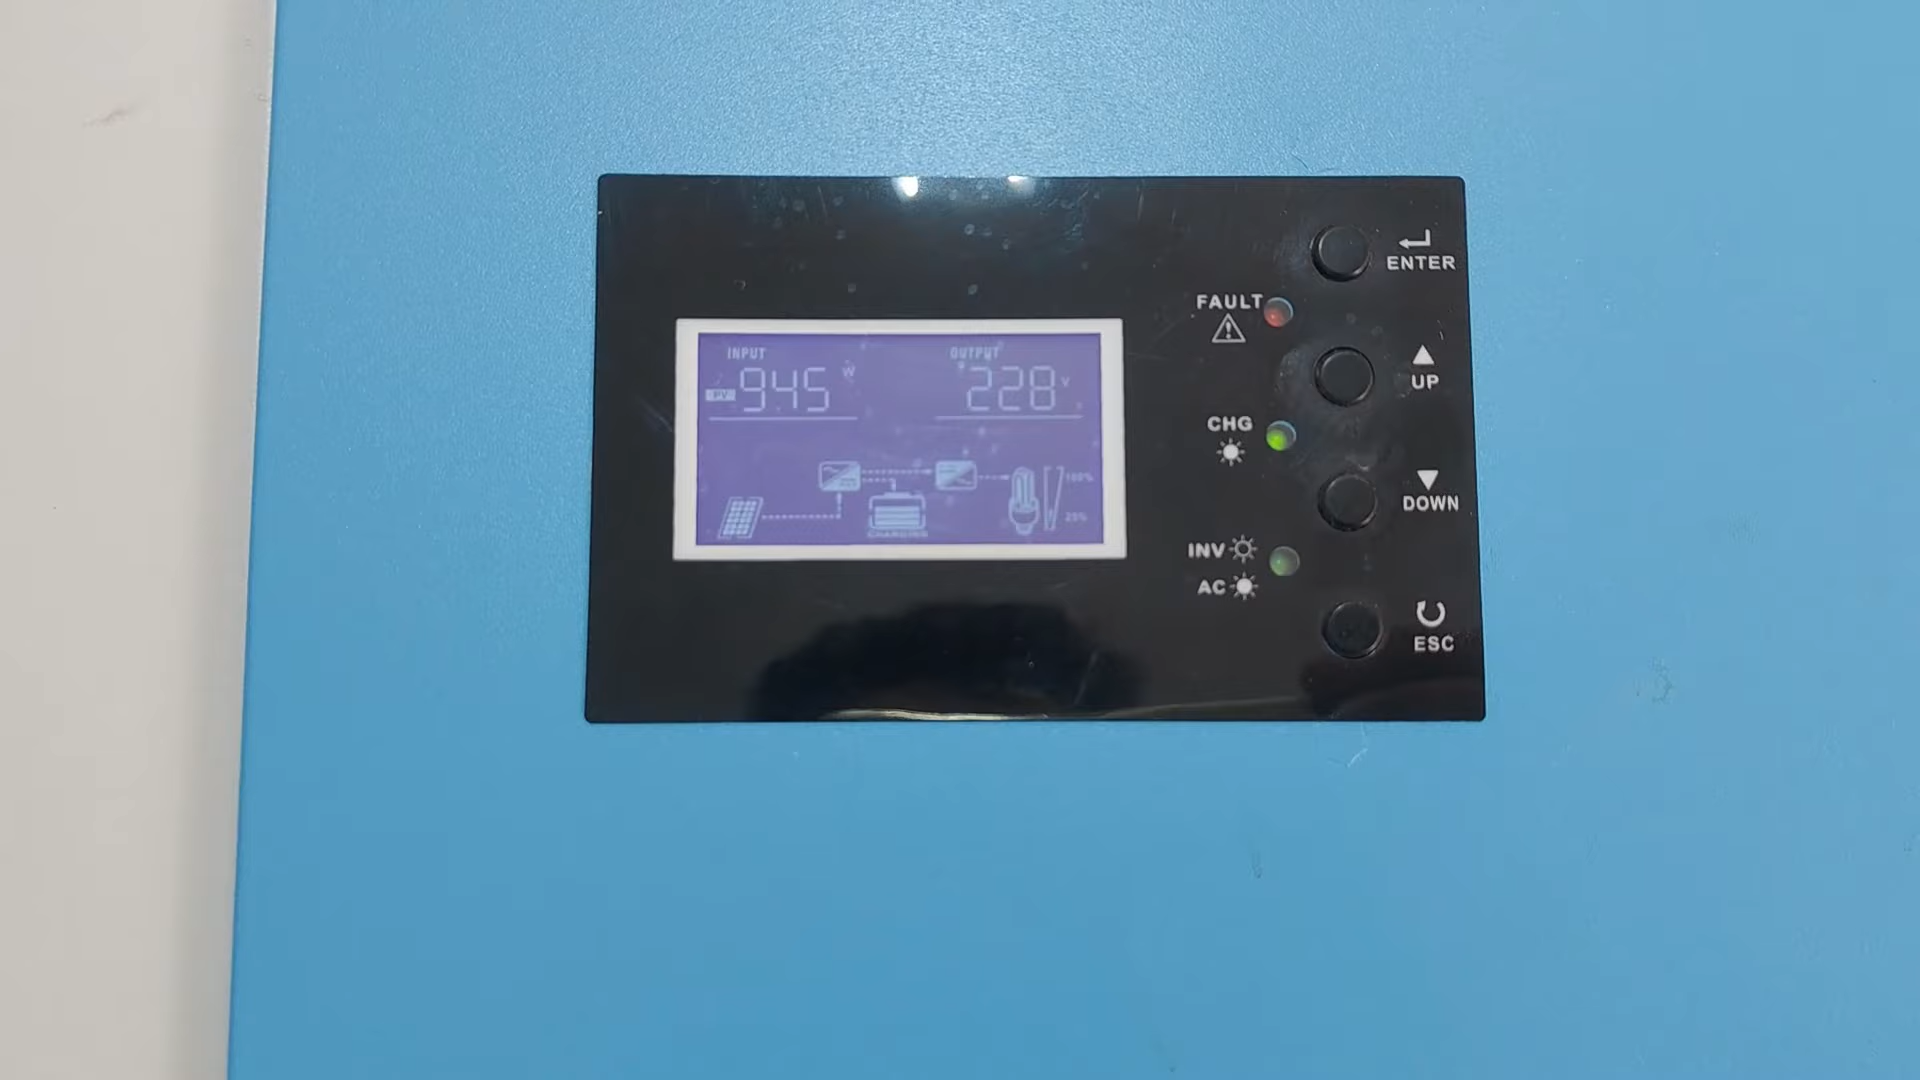 INPUT
OUTPUT
PV 945 W
228 V
100%
25%
CHARGING
FAULT
CHG
INV
AC
ENTER
UP
DOWN
ESC